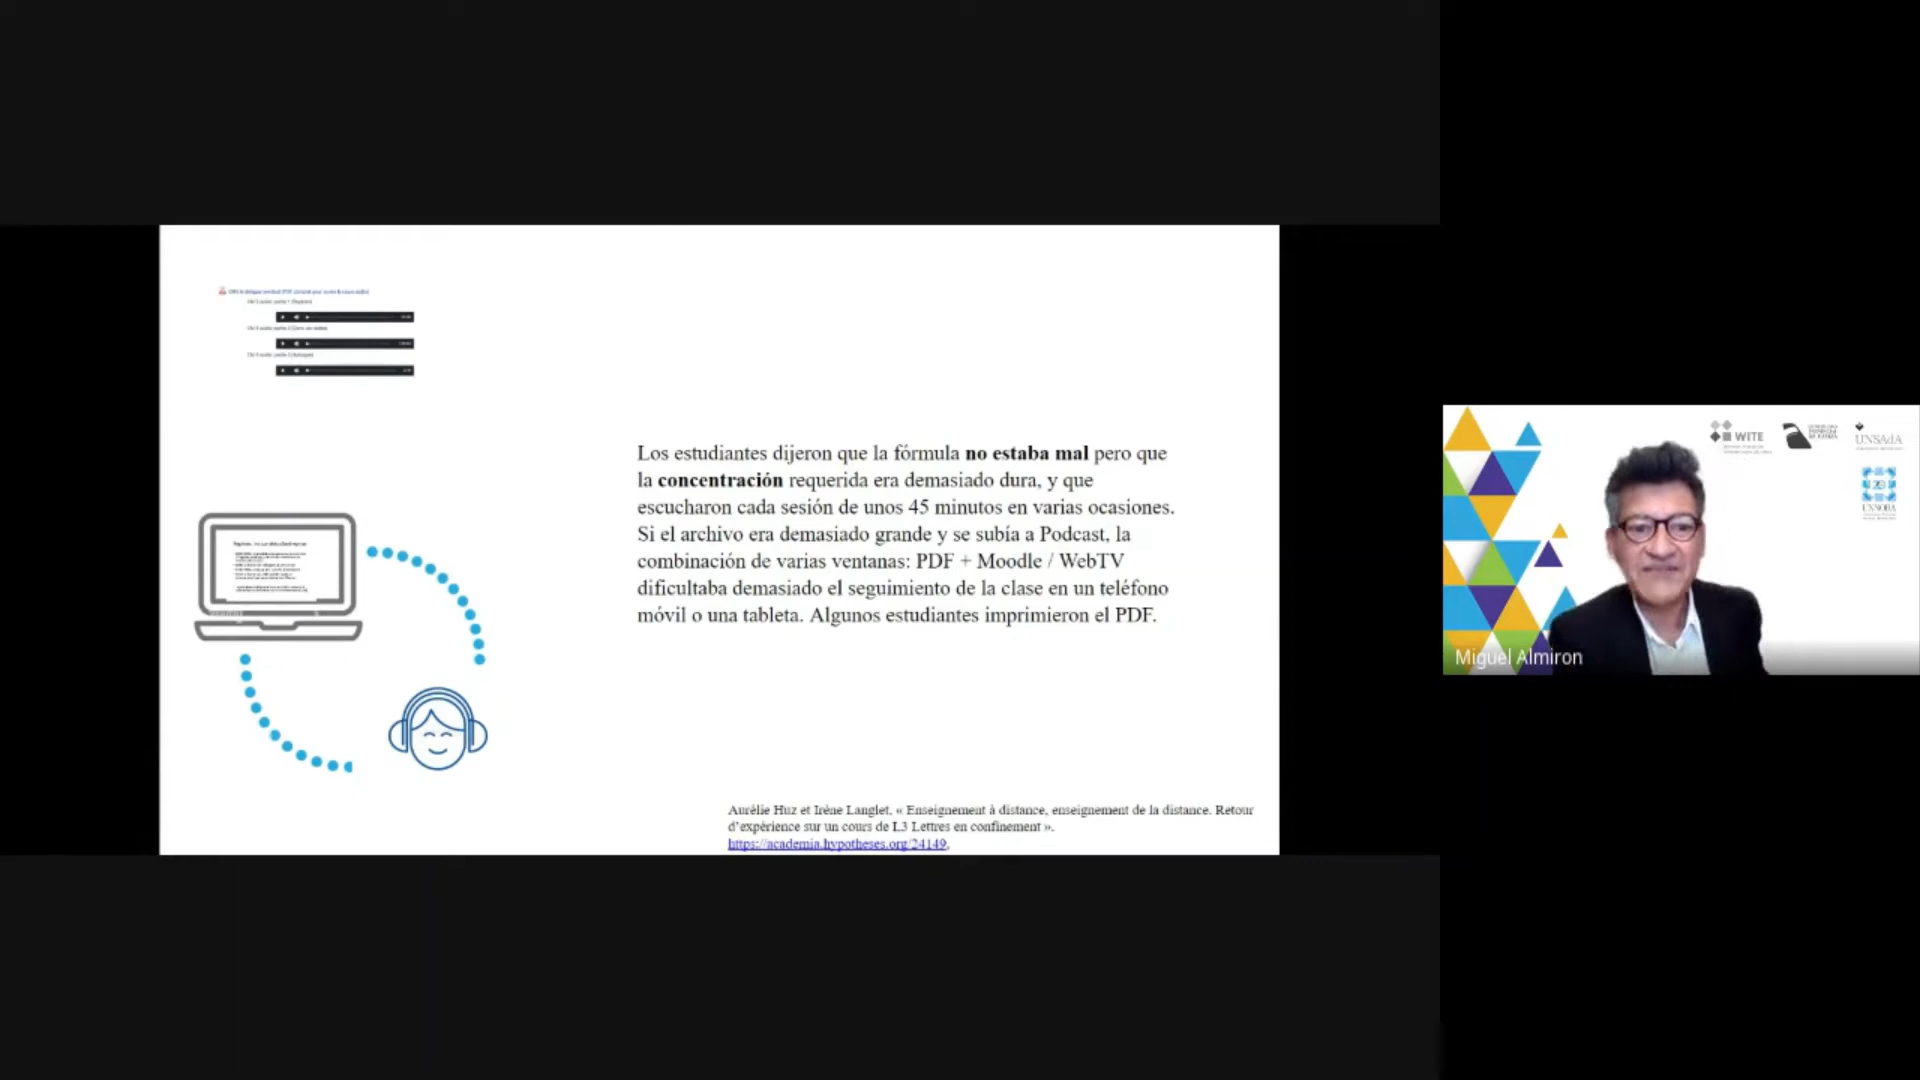 Los estudiantes dijeron que la fórmula no estaba mal pero que
la concentración requerida era demasiado dura, y que
escucharon cada sesión de unos 45 minutos en varias ocasiones.
Si el archivo era demasiado grande y se subía a Podcast, la
combinación de varias ventanas: PDF + Moodle / WebTV
dificultaba demasiado el seguimiento de la clase en un teléfono
móvil o una tableta. Algunos estudiantes imprimieron el PDF.
Aurélie Huz et Irène Langlet, « Enseignement à distance, enseignement de la distance. Retour
d’expérience sur un cours de L3 Lettres en confinement ».
https://academia.hypotheses.org/24149.
WITE
UNSAdA
UNNOBA
Miguel Almiron